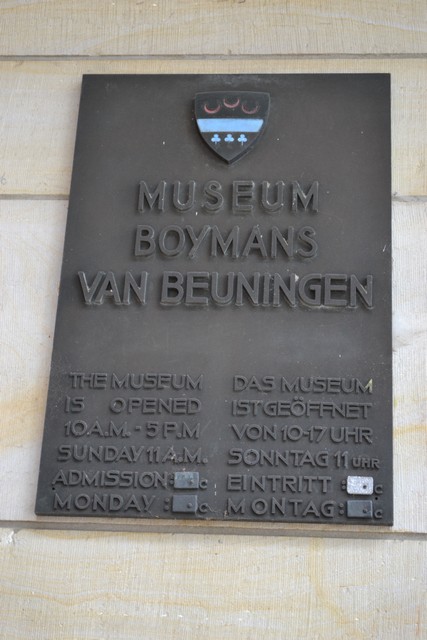 MUSEUM
BOYMANS
VAN BEUNINGEN
THE MUSEUM
IS OPENED
10 A.M. - 5 P.M
SUNDAY 11 A.M.
ADMISSION: C
MONDAY : C
DAS MUSEUM
IST GEÖFFNET
VON 10-17 UHR
SONNTAG 11 UHR
EINTRITT : C
MONTAG : C